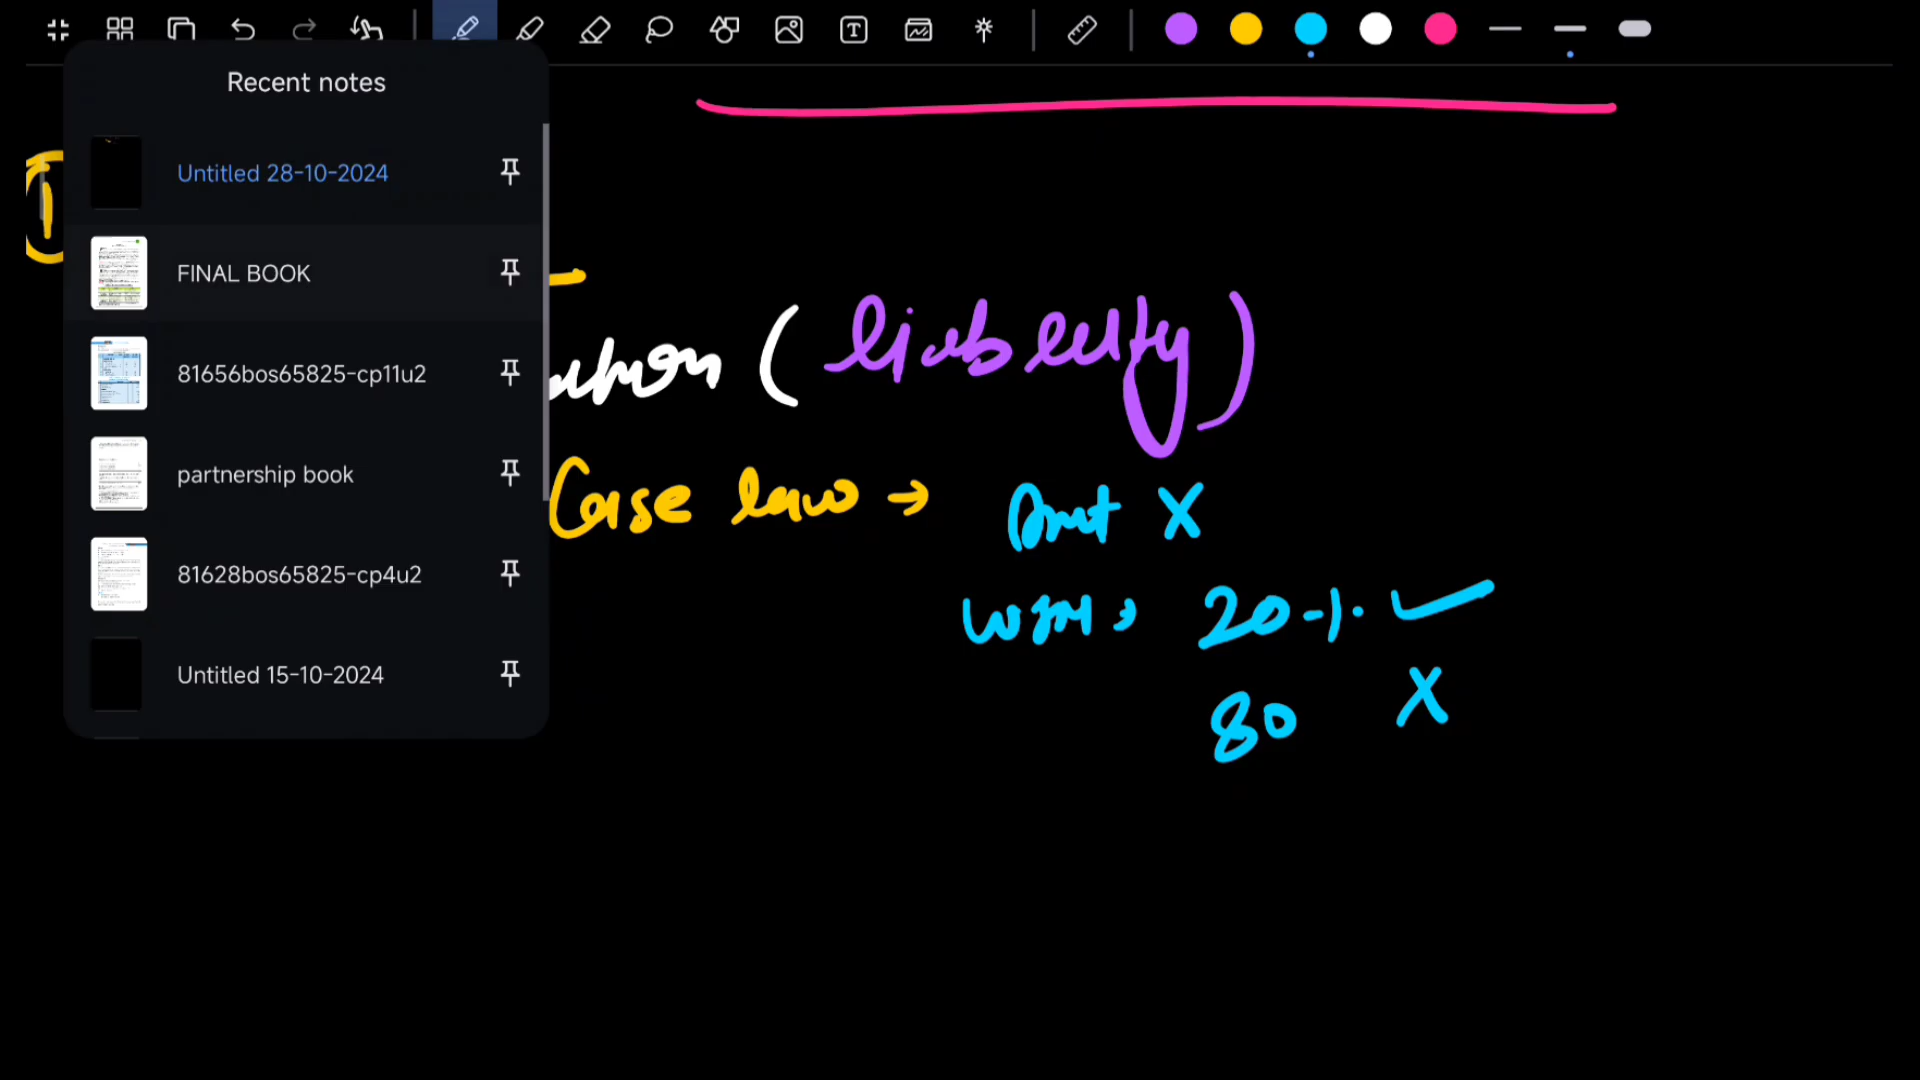 Recent notes
Untitled 28-10-2024
FINAL BOOK
81656bos65825-cp11u2
partnership book
81628bos65825-cp4u2
Untitled 15-10-2024
1
(liability)
Case law →
Amt X
20% ✓
80 X